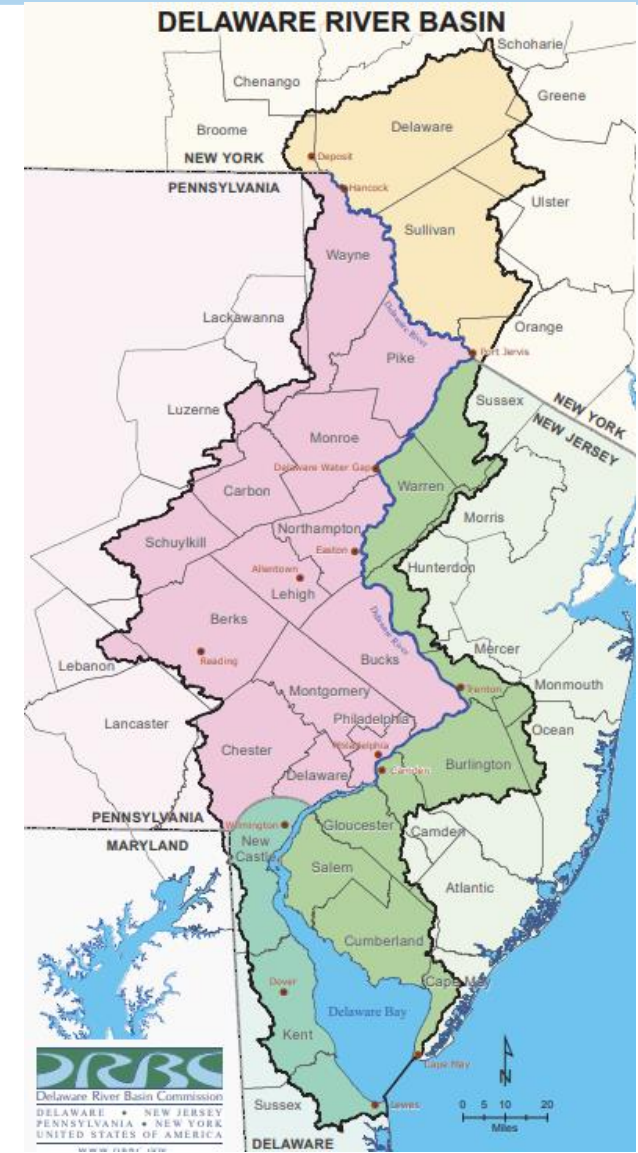 DELAWARE RIVER BASIN
Schoharie
Chenango
Greene
Broome
Delaware
NEW YORK
Deposit
PENNSYLVANIA
Hancock
Ulster
Sullivan
Wayne
Delaware River
Lackawanna
Orange
Pike
Port Jervis
Sussex
NEW YORK
NEW JERSEY
Luzerne
Monroe
Delaware Water Gap
Warren
Carbon
Morris
Northampton
Schuylkill
Easton
Allentown
Hunterdon
Lehigh
Delaware River
Berks
Mercer
Bucks
Reading
Lebanon
Trenton
Monmouth
Montgomery
Philadelphia
Lancaster
Ocean
Chester
Philadelphia
Burlington
Delaware
Camden
PENNSYLVANIA
Wilmington
Gloucester
Camden
MARYLAND
New
Castle
Salem
Atlantic
Cumberland
Dover
Cape May
Delaware Bay
Kent
N
Cape May
DRBC
Delaware River Basin Commission
DELAWARE • NEW JERSEY
PENNSYLVANIA • NEW YORK
UNITED STATES OF AMERICA
Sussex
Lewes
0 5 10 20
Miles
DELAWARE